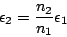 ϵ₂ = n₂/n₁ ϵ₁